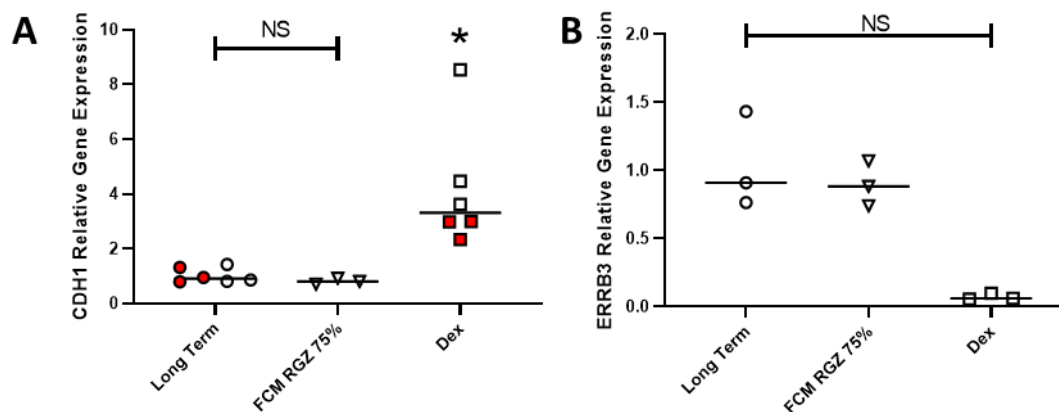 A
CDH1 Relative Gene Expression
10
8
6
4
2
0
NS
*
Long Term
FCM RGZ 75%
Dex
B
ERRB3 Relative Gene Expression
2.0
1.5
1.0
0.5
0.0
NS
Long Term
FCM RGZ 75%
Dex